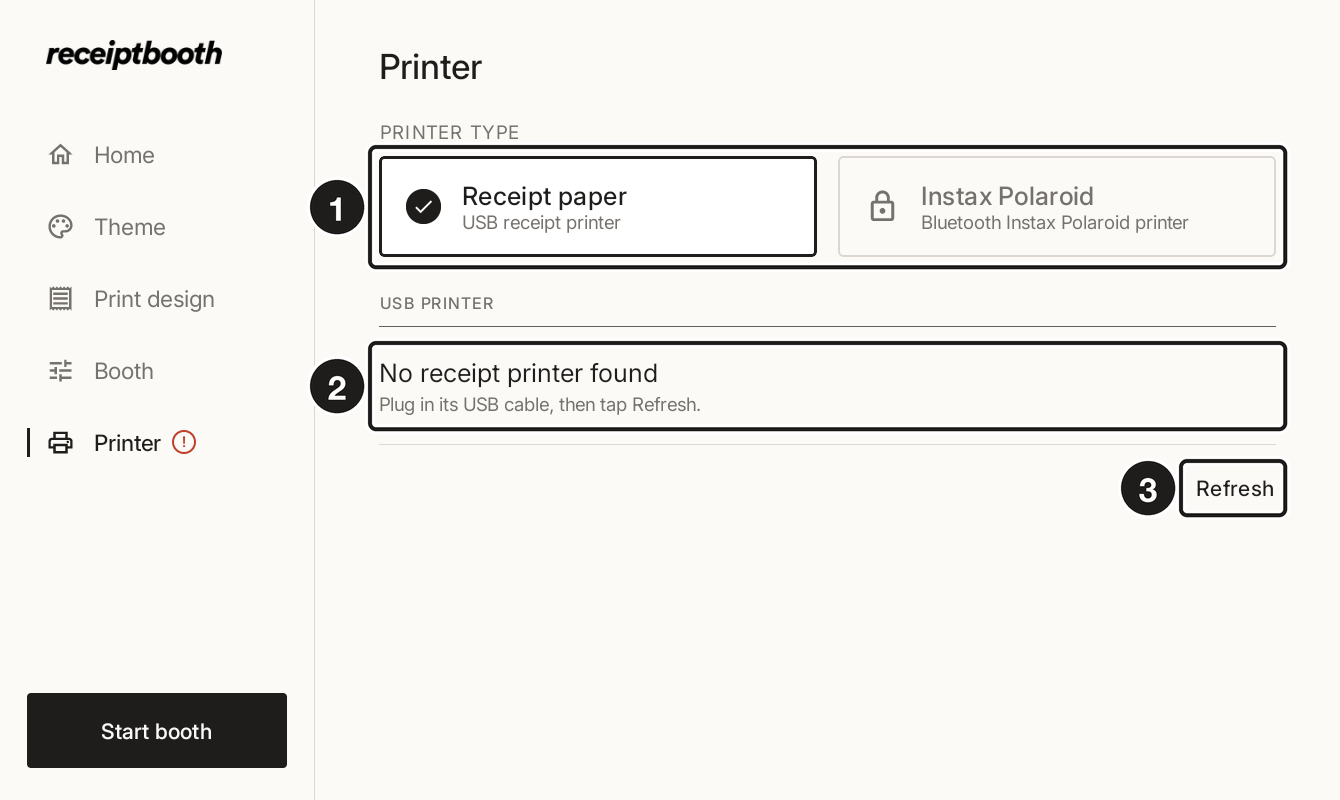 receiptbooth
Home
Theme
Print design
Booth
Printer
Start booth
Printer
PRINTER TYPE
1
Receipt paper
USB receipt printer
Instax Polaroid
Bluetooth Instax Polaroid printer
USB PRINTER
2
No receipt printer found
Plug in its USB cable, then tap Refresh.
3
Refresh